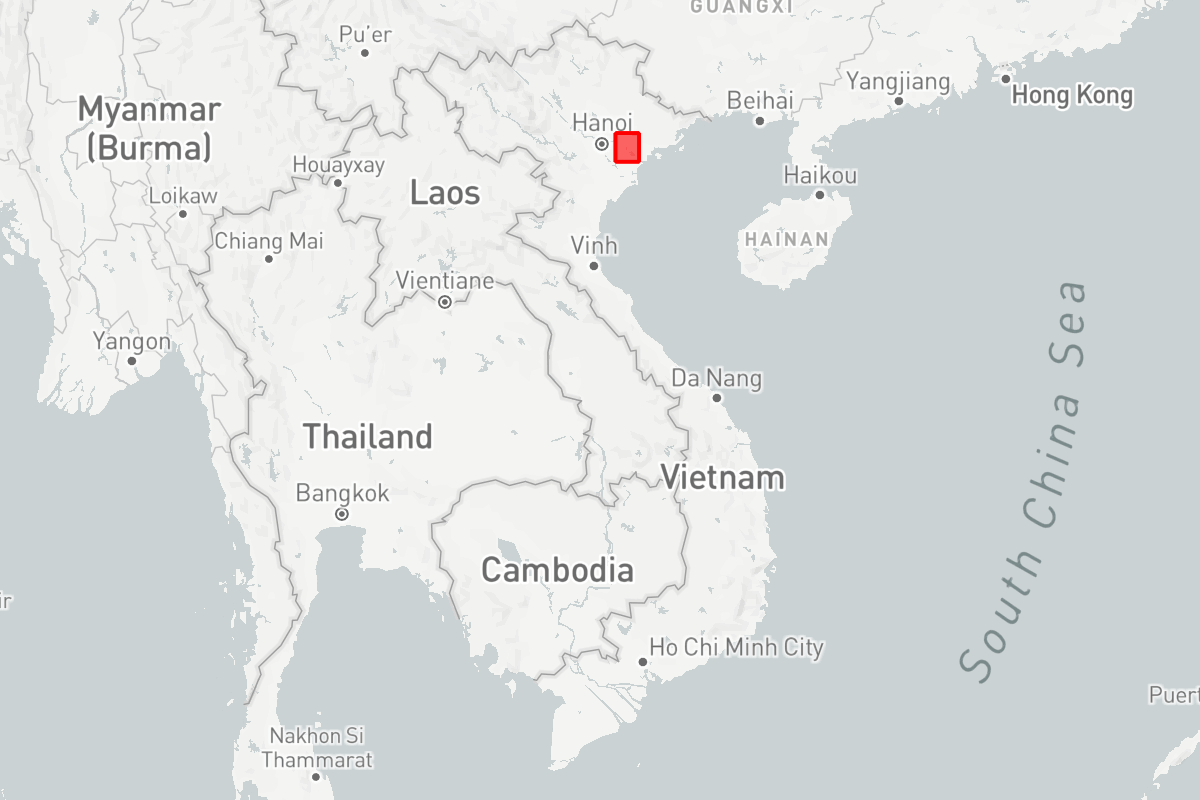 GUANGXI
Pu’er
Yangjiang
Beihai
Hong Kong
Myanmar
(Burma)
Hanoi
Houayxay
Haikou
Laos
Loikaw
Chiang Mai
Vinh
HAINAN
Vientiane
Yangon
Da Nang
South China Sea
Thailand
Vietnam
Bangkok
Cambodia
Ho Chi Minh City
Nakhon Si
Thammarat